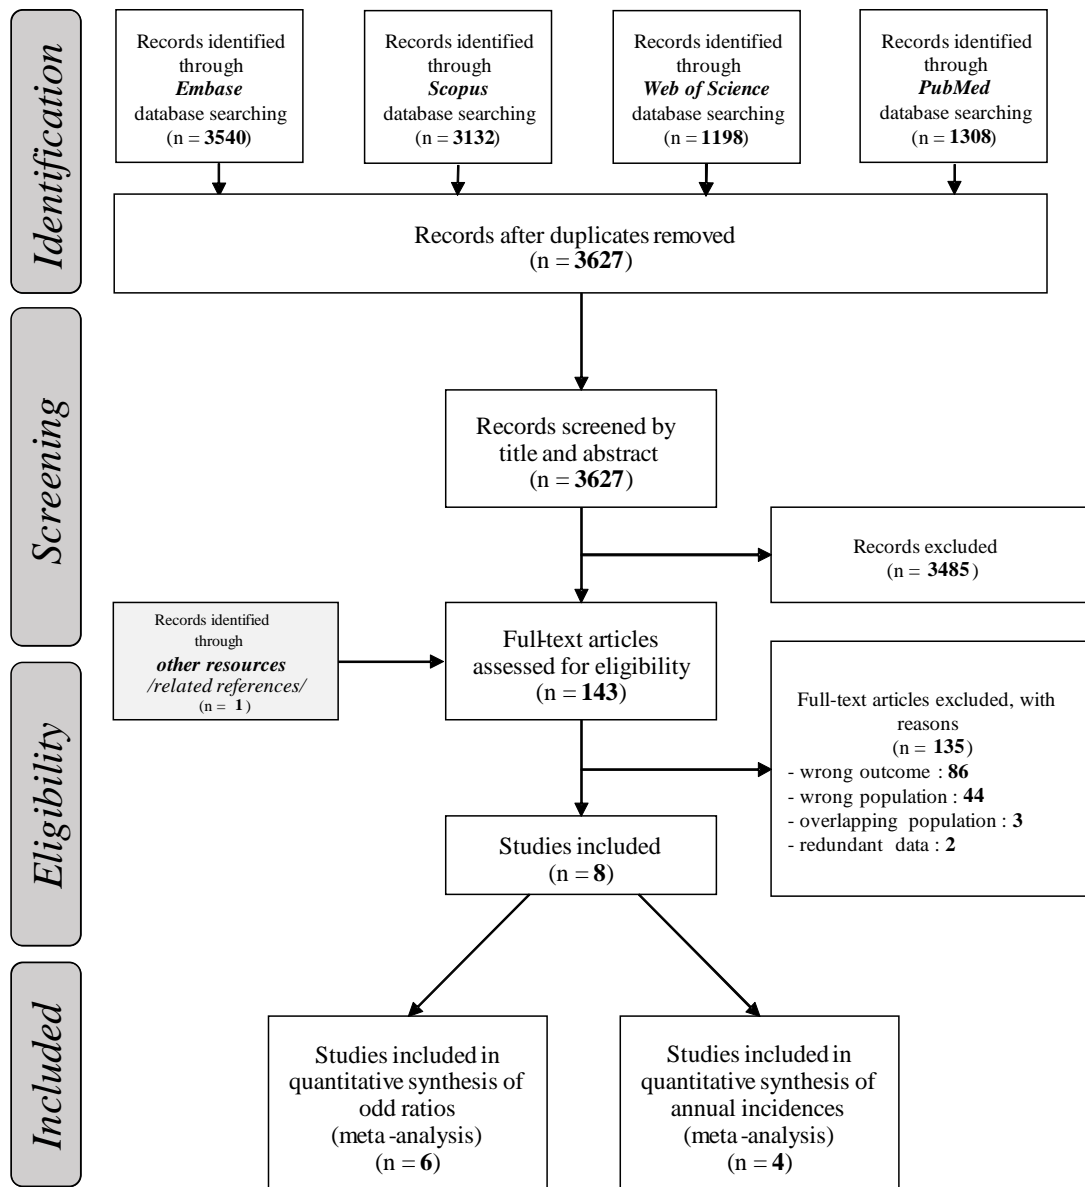 Identification
Records identified
through
Embase
database searching
(n = 3540)
Records identified
through
Scopus
database searching
(n = 3132)
Records identified
through
Web of Science
database searching
(n = 1198)
Records identified
through
PubMed
database searching
(n = 1308)
Records after duplicates removed
(n = 3627)
Screening
Records screened by
title and abstract
(n = 3627)
Records excluded
(n = 3485)
Records identified
through
other resources
/related references/
(n = 1)
Full-text articles
assessed for eligibility
(n = 143)
Eligibility
Full-text articles excluded, with
reasons
(n = 135)
- wrong outcome : 86
- wrong population : 44
- overlapping population : 3
- redundant data : 2
Studies included
(n = 8)
Included
Studies included in
quantitative synthesis of
odd ratios
(meta -analysis)
(n = 6)
Studies included in
quantitative synthesis of
annual incidences
(meta -analysis)
(n = 4)